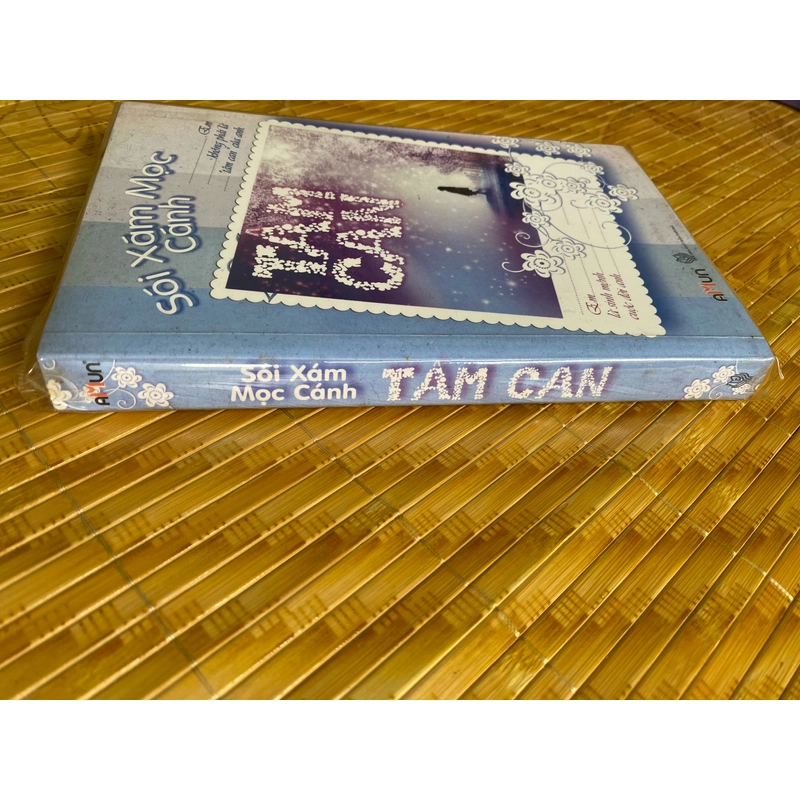 Sói Xám Mọc
Cánh
Em
...không phải là
"tâm can" của anh
TÂM
CAN
Em
là sinh mệnh,
cuộc đời anh.
AMUN
AMUN
Sói Xám
Mọc Cánh
TÂM CAN